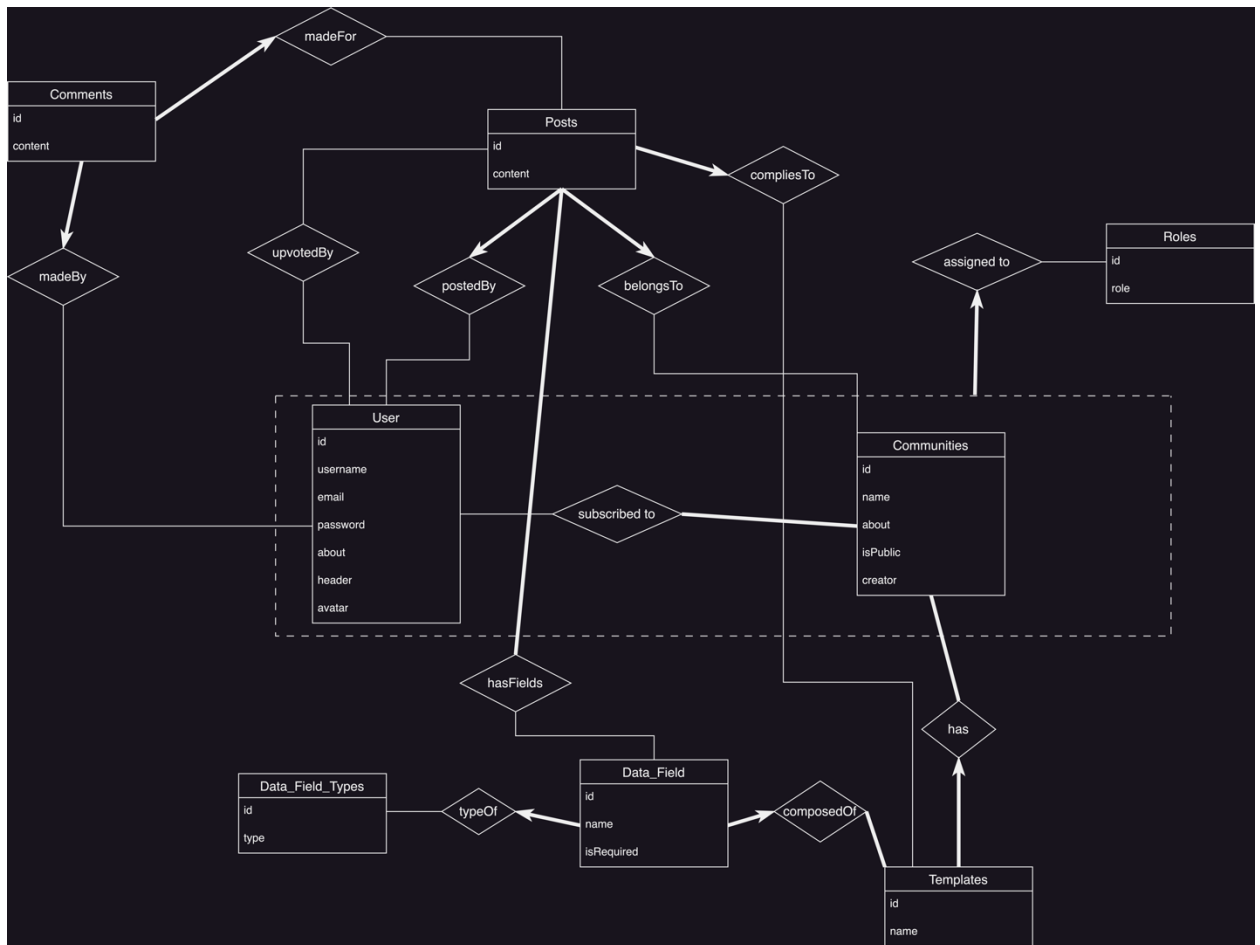 madeFor
Comments
id
content
Posts
id
content
compliesTo
upvotedBy
madeBy
postedBy
belongsTo
assigned to
Roles
id
role
User
id
username
email
password
about
header
avatar
subscribed to
Communities
id
name
about
isPublic
creator
hasFields
has
Data_Field_Types
id
type
typeOf
Data_Field
id
name
isRequired
composedOf
Templates
id
name